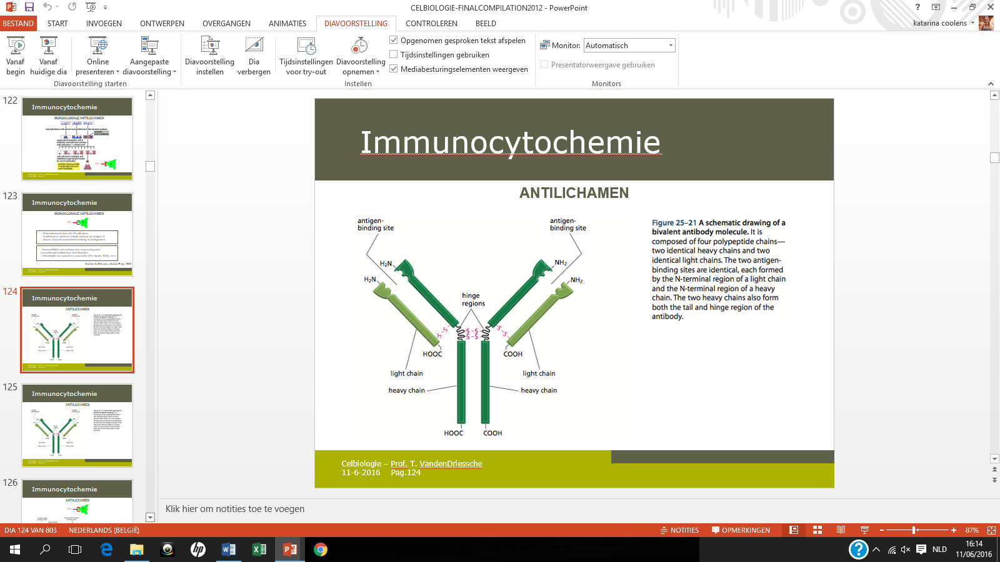 CELBIOLOGIE-FINALCOMPILATION2012 - PowerPoint
BESTAND START INVOEGEN ONTWERPEN OVERGANGEN ANIMATIES DIAVOORSTELLING CONTROLEREN BEELD
katarina coolens
Vanaf begin
Vanaf huidige dia
Online presenteren
Aangepaste diavoorstelling
Diavoorstelling starten
Diavoorstelling instellen
Dia verbergen
Tijdsinstellingen voor try-out
Diavoorstelling opnemen
Opgenomen gesproken tekst afspelen
Tijdsinstellingen gebruiken
Mediabesturingselementen weergeven
Instellen
Monitor: Automatisch
Presentatorweergave gebruiken
Monitors
122
Immunocytochemie
MONOCLONALE ANTILICHAMEN
123
Immunocytochemie
MONOCLONALE ANTILICHAMEN
124
Immunocytochemie
ANTILICHAMEN
125
Immunocytochemie
ANTILICHAMEN
126
Immunocytochemie
ANTILICHAMEN
Immunocytochemie
ANTILICHAMEN
antigen-
binding site
antigen-
binding site
H₂N
NH₂
H₂N
NH₂
hinge
regions
S–S
S–S
S–S
S–S
HOOC
COOH
light chain
light chain
heavy chain
heavy chain
HOOC
COOH
Figure 25–21 A schematic drawing of a
bivalent antibody molecule. It is
composed of four polypeptide chains—
two identical heavy chains and two
identical light chains. The two antigen-
binding sites are identical, each formed
by the N-terminal region of a light chain
and the N-terminal region of a heavy
chain. The two heavy chains also form
both the tail and hinge region of the
antibody.
Celbiologie – Prof. T. VandenDriessche
11-6-2016 Pag.124
Klik hier om notities toe te voegen
DIA 124 VAN 803 NEDERLANDS (BELGIË) NOTITIES OPMERKINGEN 87%
NLD
16:14
11/06/2016